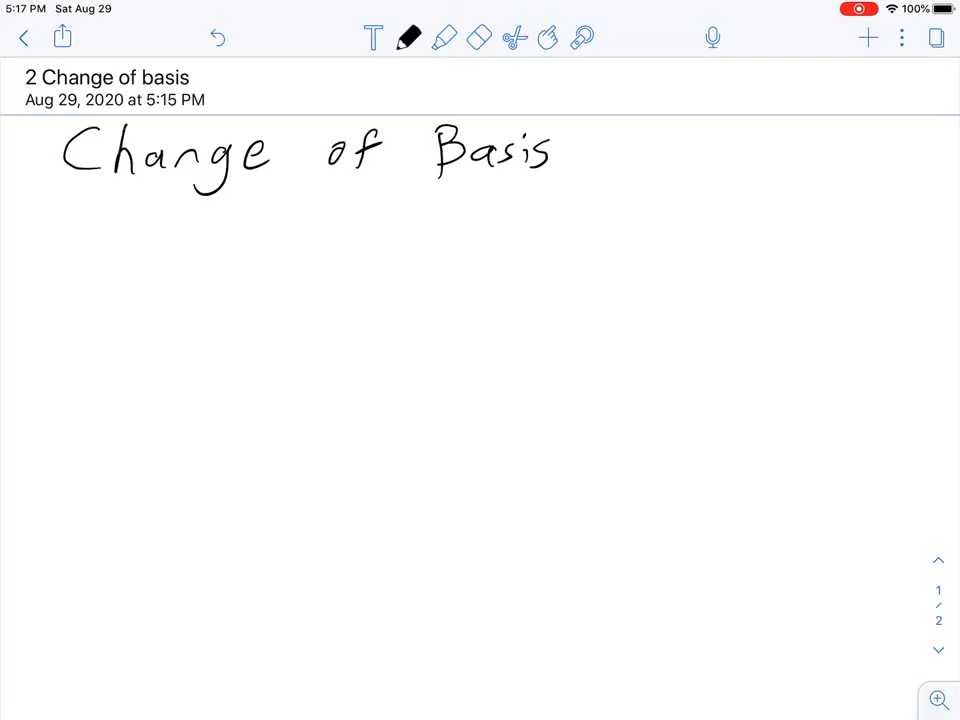 5:17 PM Sat Aug 29
100%
T
2 Change of basis
Aug 29, 2020 at 5:15 PM
Change of Basis
1
/
2